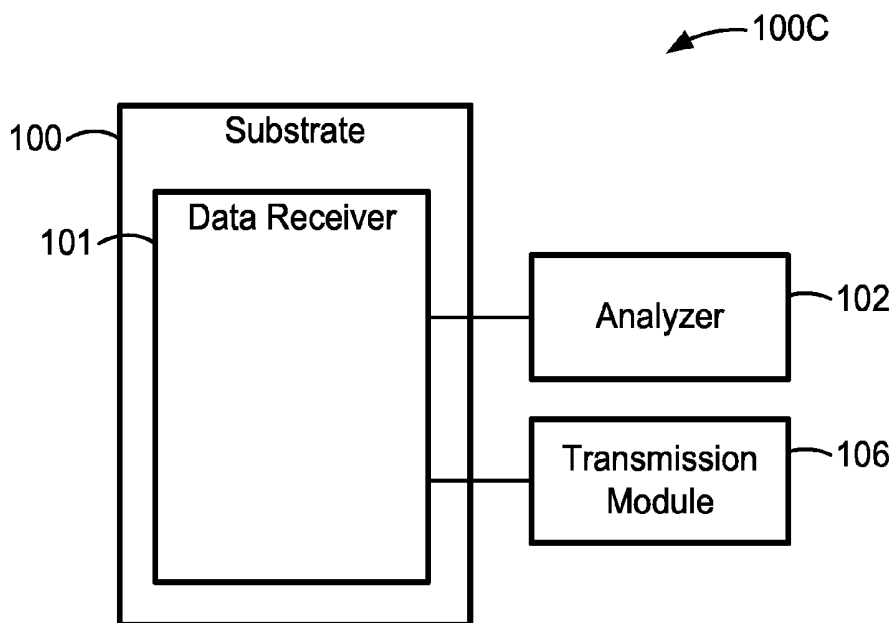 100C
100
Substrate
101
Data Receiver
Analyzer
102
Transmission
Module
106